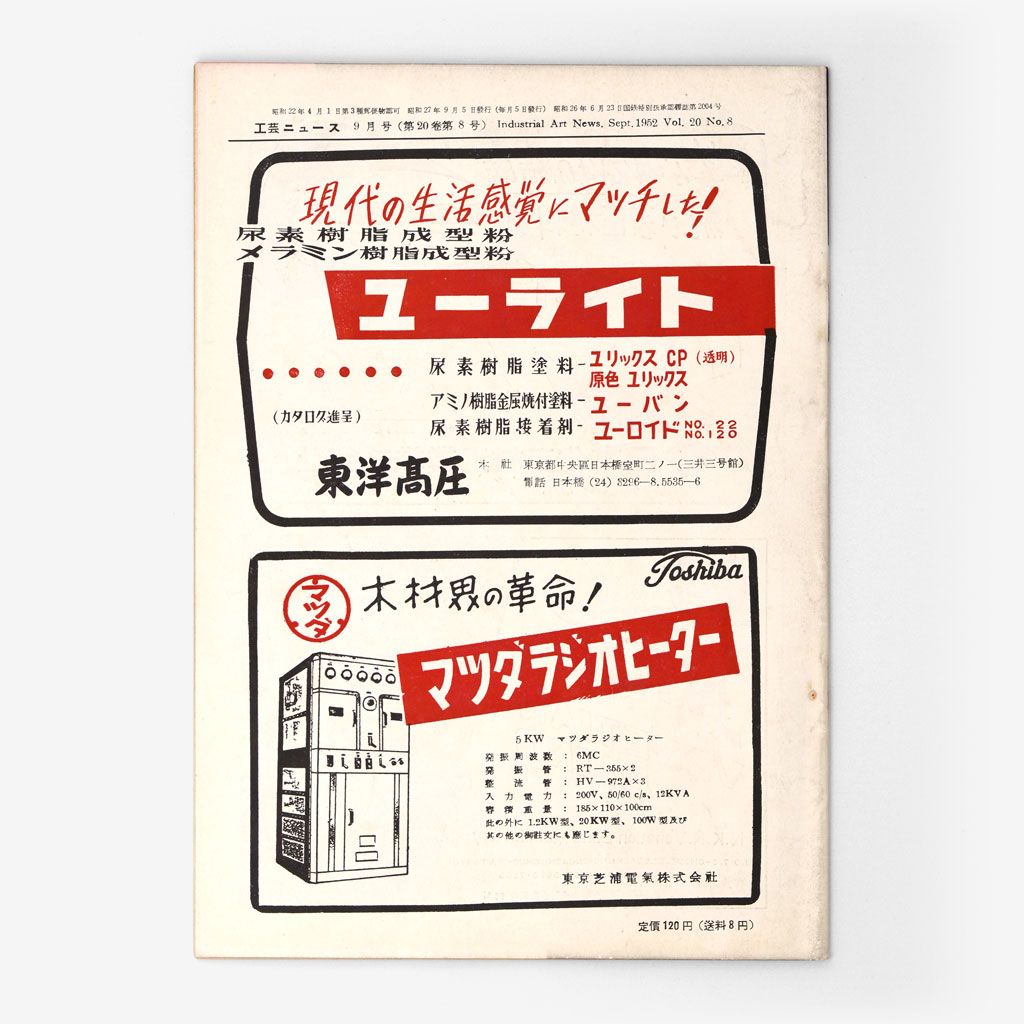 昭和22年4月1日第3種郵便物認可 昭和27年9月5日發行(毎月5日發行) 昭和26年6月23日国鉄特別扱承認雜誌第2004号
工芸ニュース 9月号(第20巻第8号) Industrial Art News, Sept. 1952 Vol. 20 No. 8
現代の生活感覚にマッチした!
尿素樹脂成型粉
メラミン樹脂成型粉
ユーライト
尿素樹脂塗料-ユリックス CP(透明)
原色 ユリックス
アミノ樹脂金属焼付塗料-ユーバン
尿素樹脂接着剤-ユーロイド NO. 22
NO. 120
(カタログ進呈)
東洋高圧
本社 東京都中央區日本橋室町二ノ一(三井三号館)
電話 日本橋(24)3296—8.5535—6
Toshiba
マツダ
木材界の革命!
マツダラジオヒーター
5KW マツダラジオヒーター
発振周波数:6MC
発振管:RT—355×2
整流管:HV—972A×3
入力電力:200V、50/60 c/s、12KVA
容積重量:185×110×100cm
此の外に 1.2KW型、20KW型、100W型及び
其の他の御註文にも應じます。
東京芝浦電氣株式会社
定價120円(送料8円)